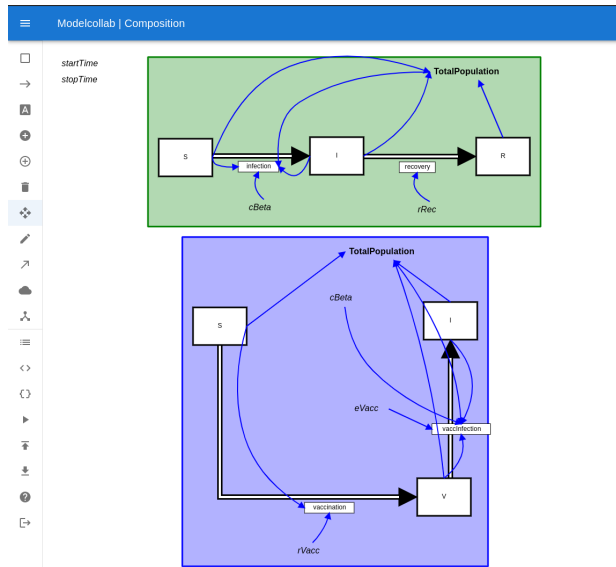 Modelcollab | Composition
startTime
stopTime
TotalPopulation
S
I
R
infection
recovery
cBeta
rRec
TotalPopulation
cBeta
S
I
eVacc
vaccinfection
V
vaccination
rVacc